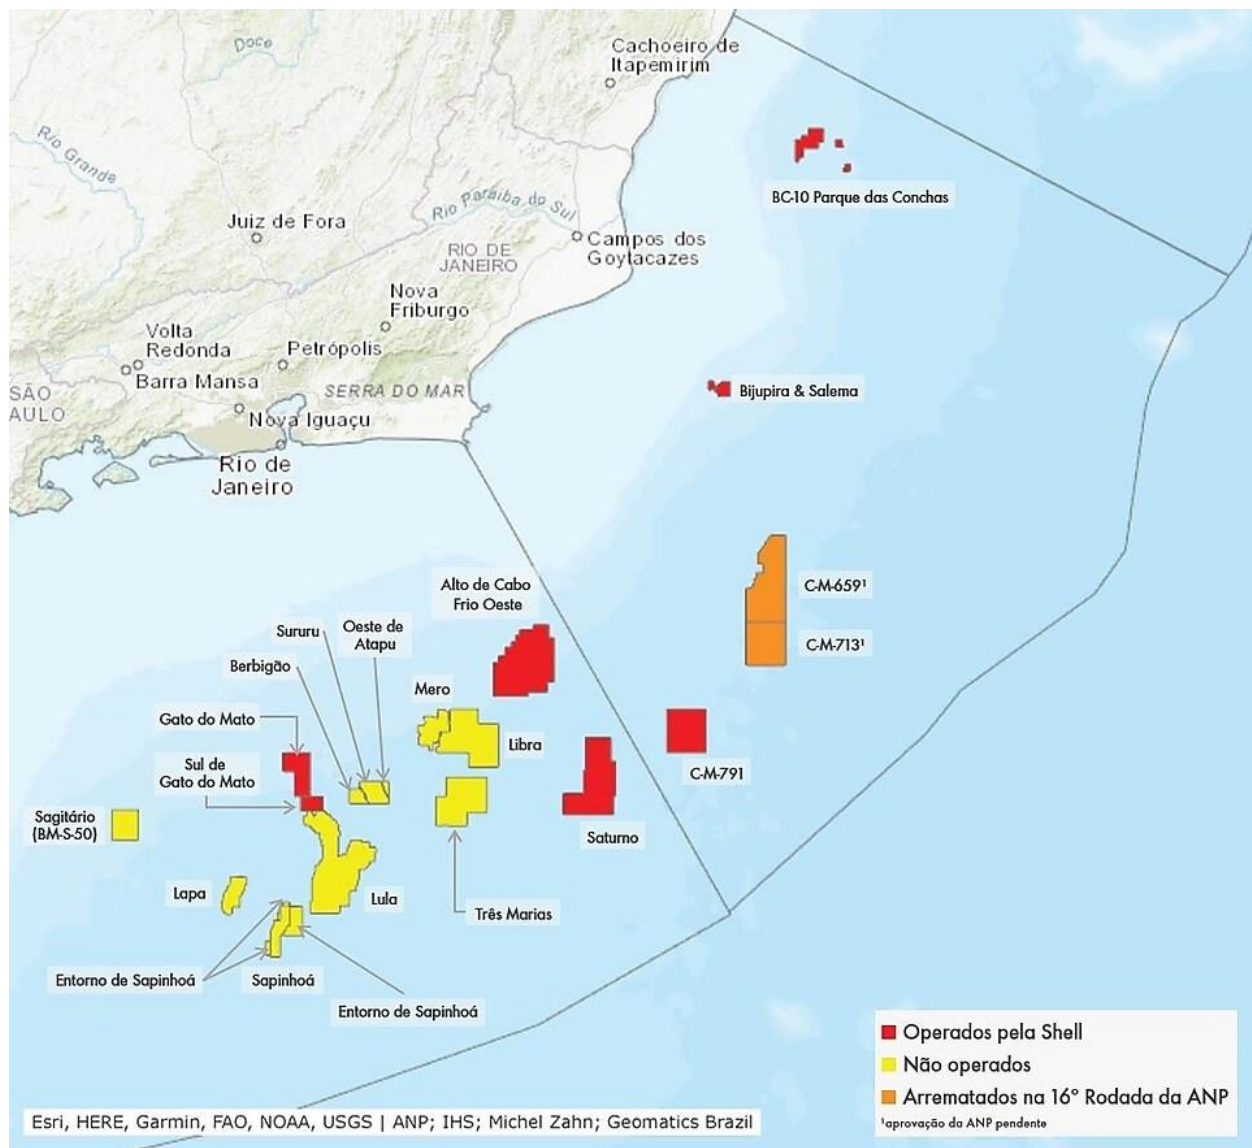 Doce
Cachoeiro de
Itapemirim
Río Grande
BC-10 Parque das Conchas
Rio Paraíba do Sul
Juiz de Fora
Campos dos
Goytacazes
RIO DE
JANEIRO
Nova
Friburgo
Volta
Redonda
Petrópolis
Barra Mansa
SERRA DO MAR
Bijupira & Salema
SÃO
AULO
Nova Iguaçu
Rio de
Janeiro
Alto de Cabo
Frio Oeste
C-M-659¹
C-M-713¹
Sururu
Oeste de
Atapu
Berbigão
Mero
Gato do Mato
Libra
Sul de
Gato do Mato
C-M-791
Sagitário
(BM-S-50)
Saturno
Lapa
Lula
Três Marias
Entorno de Sapinhoá
Sapinhoá
Entorno de Sapinhoá
Operados pela Shell
Não operados
Arrematados na 16º Rodada da ANP
¹aprovação da ANP pendente
Esri, HERE, Garmin, FAO, NOAA, USGS | ANP; IHS; Michel Zahn; Geomatics Brazil